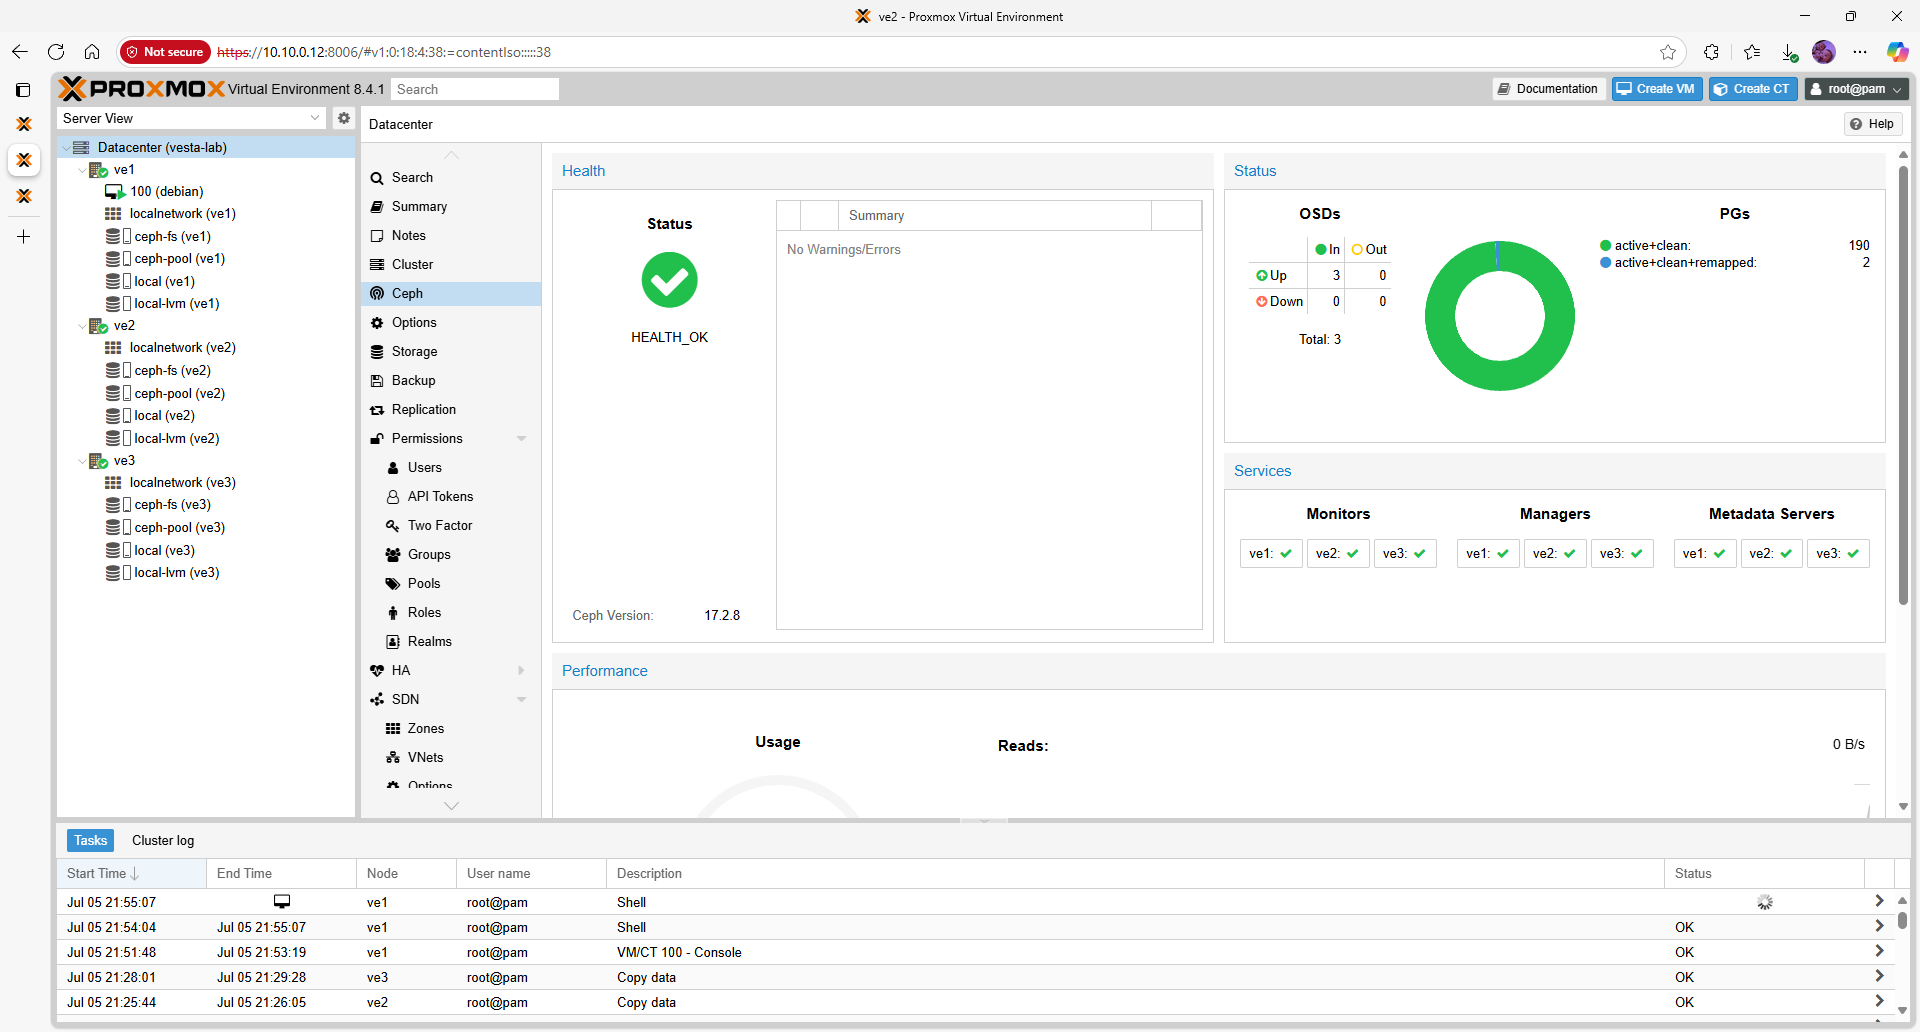 ve2 - Proxmox Virtual Environment
Not secure https://10.10.0.12:8006/#v1:0:18:4:38:=contentIso:::::38
PROXMOX Virtual Environment 8.4.1 Search Documentation Create VM Create CT root@pam
Server View
Datacenter (vesta-lab)
ve1
100 (debian)
localnetwork (ve1)
ceph-fs (ve1)
ceph-pool (ve1)
local (ve1)
local-lvm (ve1)
ve2
localnetwork (ve2)
ceph-fs (ve2)
ceph-pool (ve2)
local (ve2)
local-lvm (ve2)
ve3
localnetwork (ve3)
ceph-fs (ve3)
ceph-pool (ve3)
local (ve3)
local-lvm (ve3)
Datacenter Help
Search
Summary
Notes
Cluster
Ceph
Options
Storage
Backup
Replication
Permissions
Users
API Tokens
Two Factor
Groups
Pools
Roles
Realms
HA
SDN
Zones
VNets
Options
Health
Status
HEALTH_OK
Summary
No Warnings/Errors
Ceph Version: 17.2.8
Status
OSDs
In Out
Up 3 0
Down 0 0
Total: 3
PGs
active+clean: 190
active+clean+remapped: 2
Services
Monitors Managers Metadata Servers
ve1: ve2: ve3: ve1: ve2: ve3: ve1: ve2: ve3:
Performance
Usage
Reads: 0 B/s
Tasks Cluster log
Start Time End Time Node User name Description Status
Jul 05 21:55:07 ve1 root@pam Shell
Jul 05 21:54:04 Jul 05 21:55:07 ve1 root@pam Shell OK
Jul 05 21:51:48 Jul 05 21:53:19 ve1 root@pam VM/CT 100 - Console OK
Jul 05 21:28:01 Jul 05 21:29:28 ve3 root@pam Copy data OK
Jul 05 21:25:44 Jul 05 21:26:05 ve2 root@pam Copy data OK